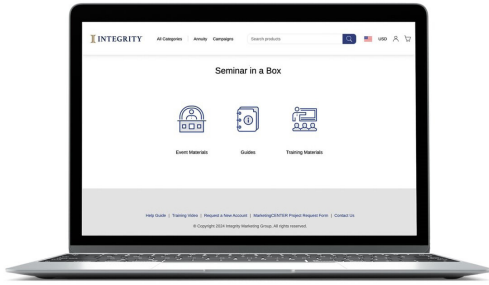 INTEGRITY All Categories Annuity Campaigns Search products USD
Seminar in a Box
Event Materials Guides Training Materials
Help Guide | Training Video | Request a New Account | MarketingCENTER Project Request Form | Contact Us
© Copyright 2024 Integrity Marketing Group. All rights reserved.